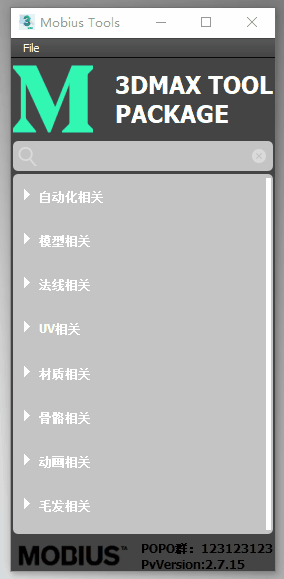 Mobius Tools
File
M 3DMAX TOOL
PACKAGE
自动化相关
模型相关
法线相关
UV相关
材质相关
骨骼相关
动画相关
毛发相关
MOBIUS™ POPO群：123123123
PvVersion:2.7.15